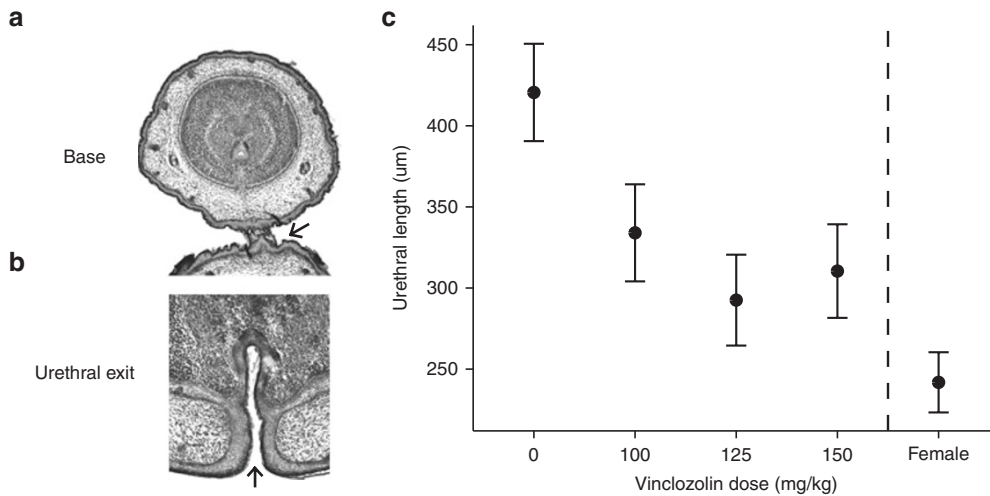 a
Base
b
Urethral exit
c
Urethral length (um)
450
400
350
300
250
0 100 125 150 Female
Vinclozolin dose (mg/kg)